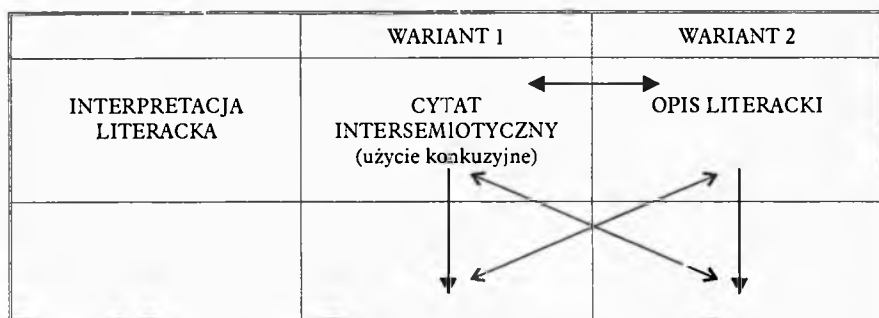 WARIANT 1 WARIANT 2
INTERPRETACJA CYTAT OPIS LITERACKI
LITERACKA INTERSEMIOTYCZNY
(użycie konkuzyjne)